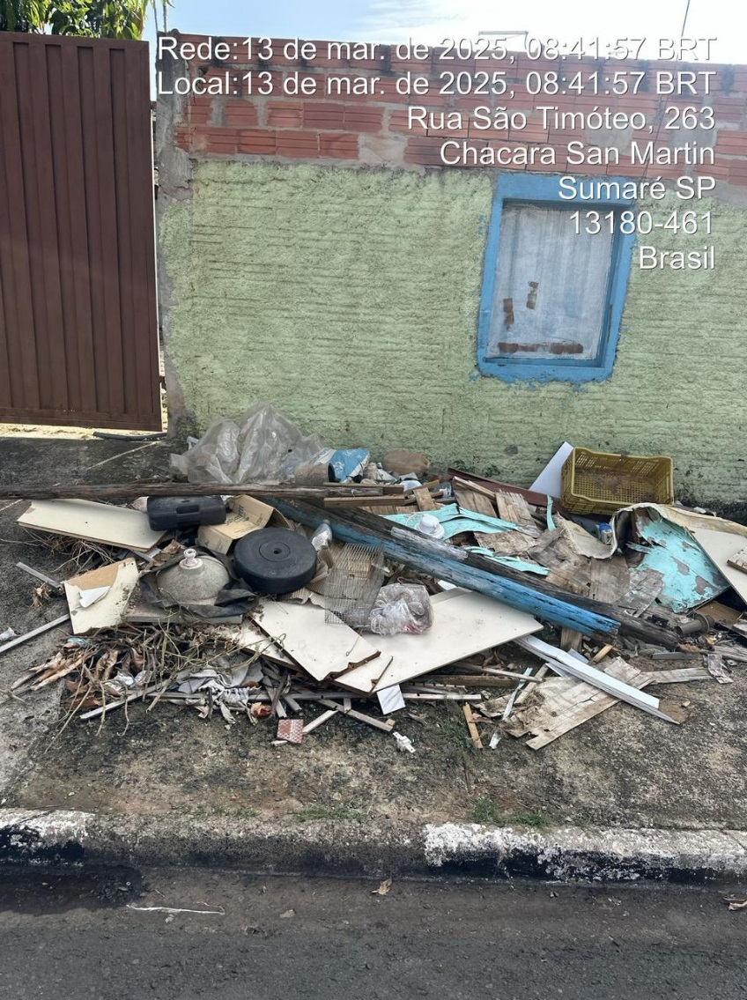 Rede:13 de mar. de 2025, 08:41:57 BRT
Local:13 de mar. de 2025, 08:41:57 BRT
Rua São Timóteo, 263
Chacara San Martin
Sumaré SP
13180-461
Brasil